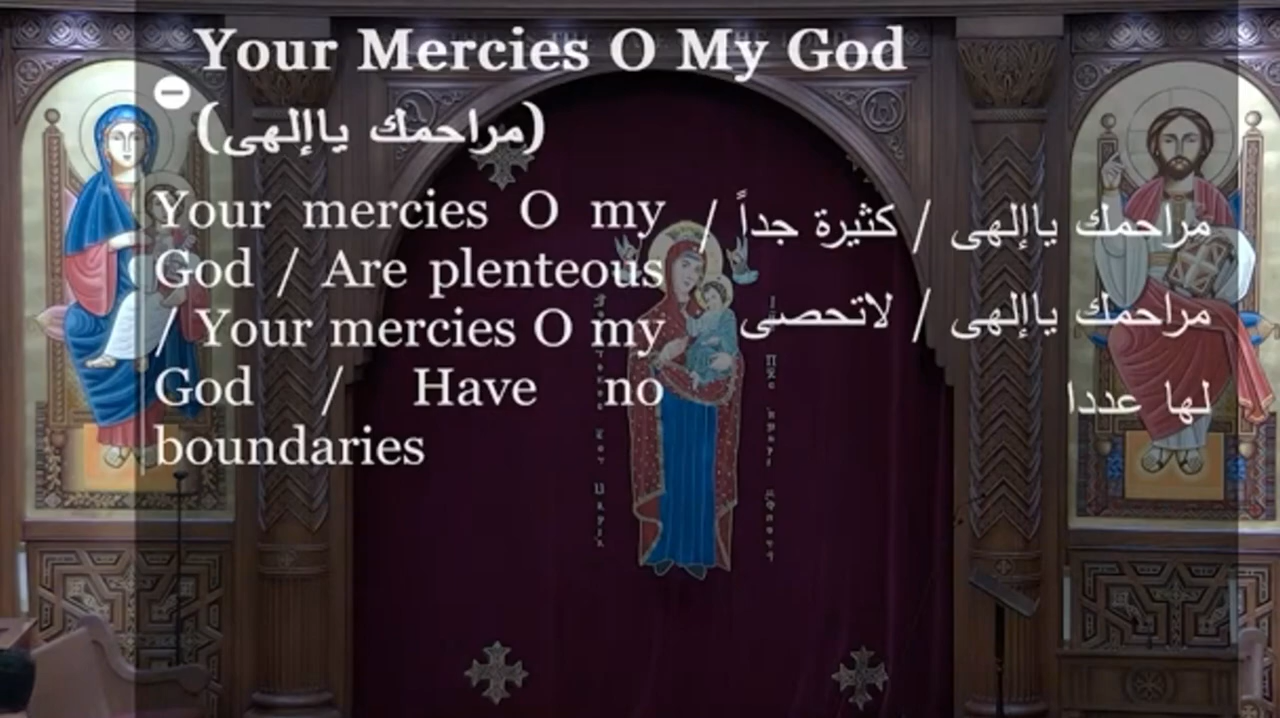 Your Mercies O My God
(مراحمك ياإلهى)
Your mercies O my
God / Are plenteous
/ Your mercies O my
God / Have no
boundaries
مراحمك ياإلهى / كثيرة جداً /
مراحمك ياإلهى / لاتحصى
لها عددا